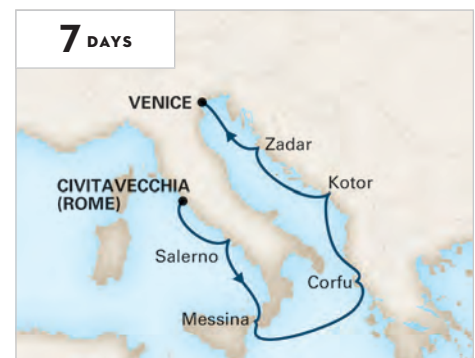 7 DAYS
VENICE
Zadar
CIVITAVECCHIA
(ROME)
Kotor
Salerno
Corfu
Messina